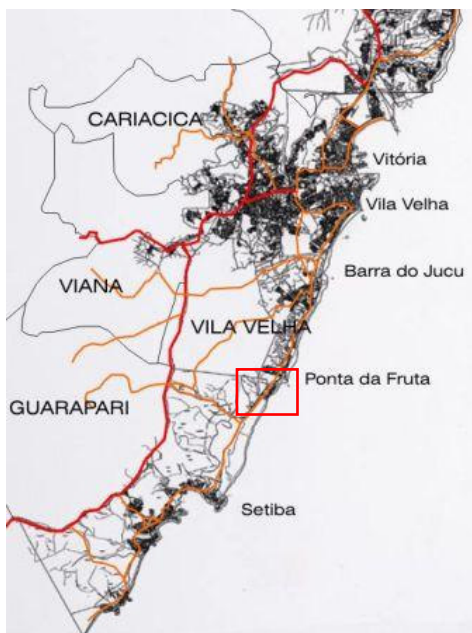 CARIACICA
Vitória
Vila Velha
Barra do Jucu
VIANA
VILA VELHA
Ponta da Fruta
GUARAPARI
Setiba